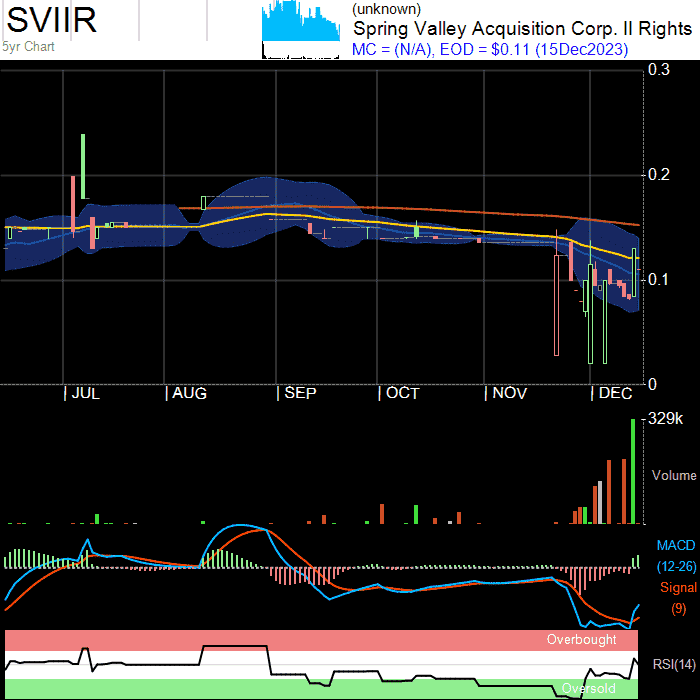 SVIIR
5yr Chart
(unknown)
Spring Valley Acquisition Corp. II Rights
MC = (N/A), EOD = $0.11 (15Dec2023)
0.3
0.2
0.1
0
JUL AUG SEP OCT NOV DEC
329k
Volume
MACD
(12-26)
Signal
(9)
Overbought
RSI(14)
Oversold